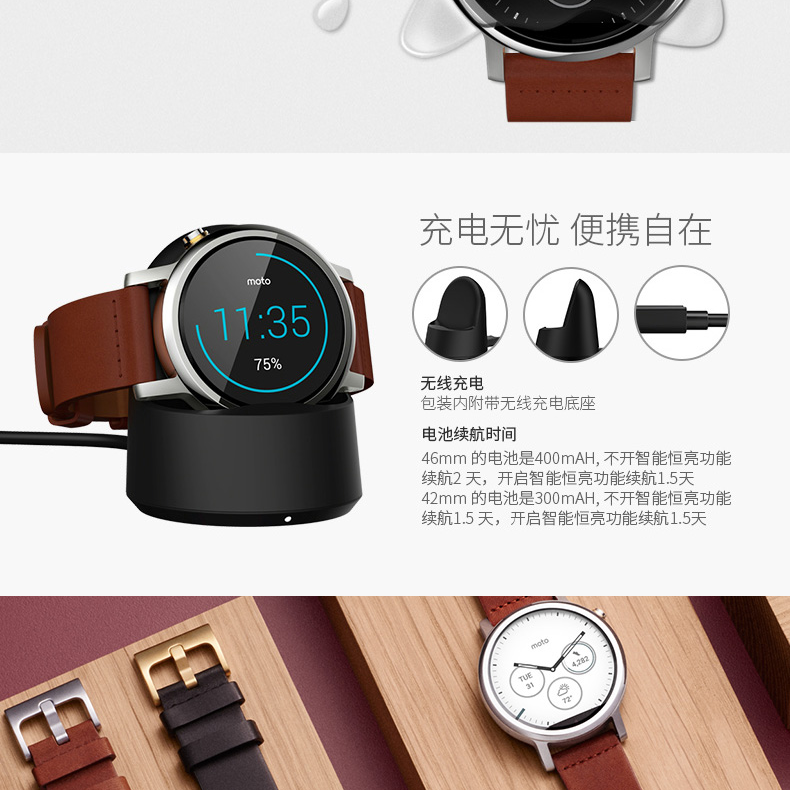 充电无忧 便携自在
moto
11:35
75%
无线充电
包装内附带无线充电底座
电池续航时间
46mm 的电池是400mAH, 不开智能恒亮功能
续航2 天，开启智能恒亮功能续航1.5天
42mm 的电池是300mAH, 不开智能恒亮功能
续航1.5 天，开启智能恒亮功能续航1.5天
moto
4,282
TUE
31
72°